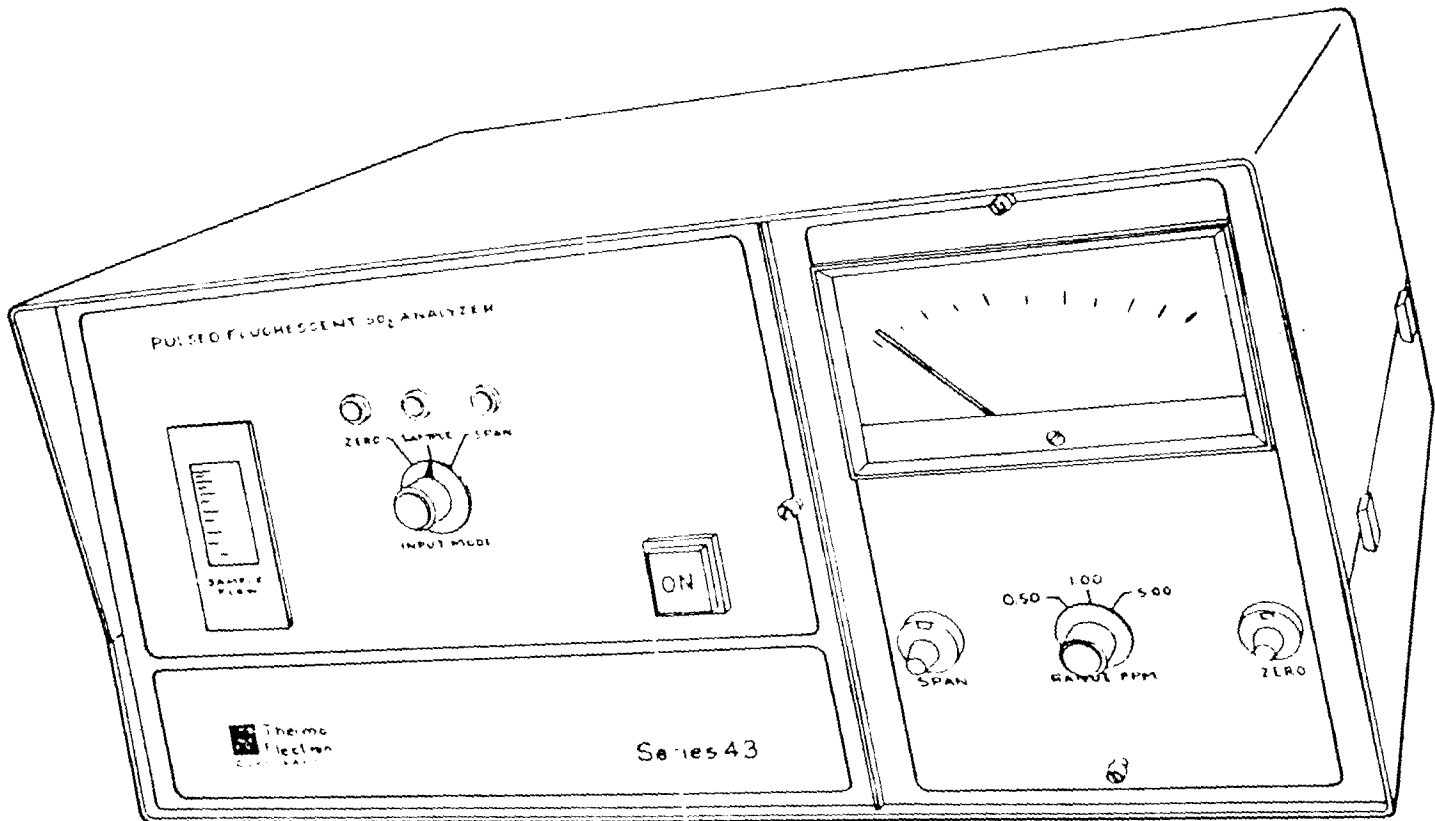 PULSED FLUORESCENT SO₂ ANALYZER
ZERO SAMPLE SPAN
INPUT MODE
SAMPLE
FLOW
ON
0.50 1.00 5.00
SPAN
RANGE PPM
ZERO
Thermo
Electron
Series 43